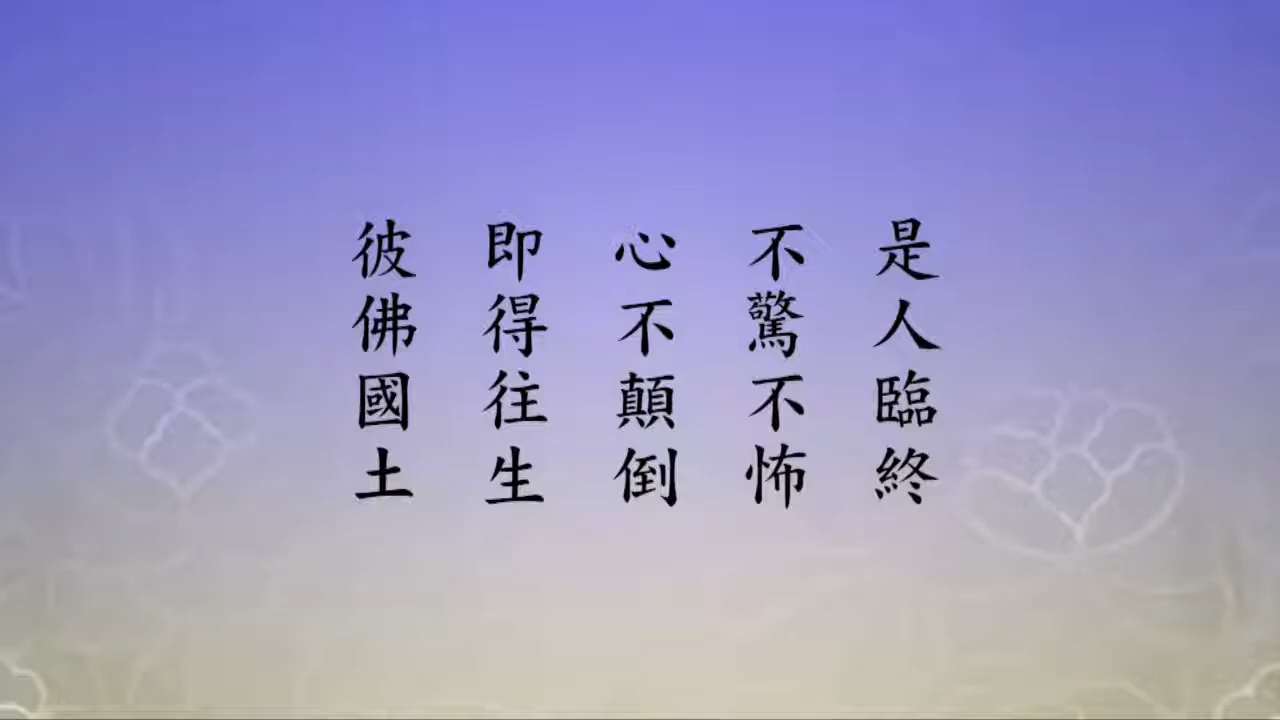 是人臨終
不驚不怖
心不顛倒
即得往生
彼佛國土